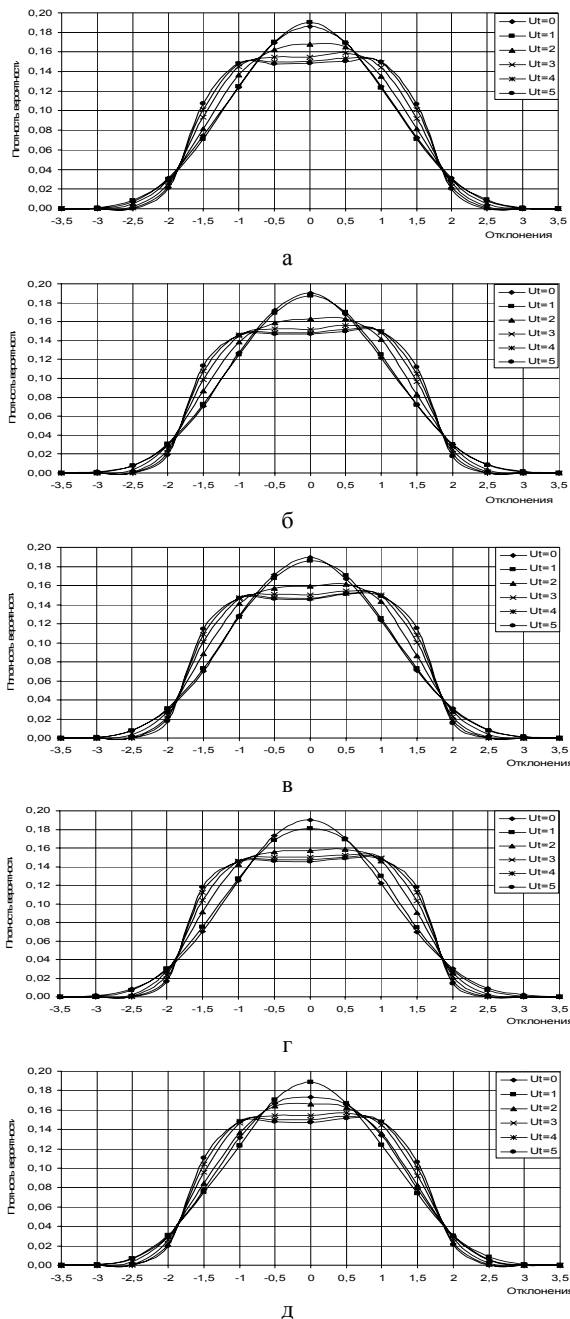 0,20
0,18
0,16
0,14
0,12
0,10
0,08
0,06
0,04
0,02
0,00
Плотность вероятности
Ut=0
Ut=1
Ut=2
Ut=3
Ut=4
Ut=5
-3,5 -3 -2,5 -2 -1,5 -1 -0,5 0 0,5 1 1,5 2 2,5 3 3,5
Отклонения
а
0,20
0,18
0,16
0,14
0,12
0,10
0,08
0,06
0,04
0,02
0,00
Плотность вероятности
Ut=0
Ut=1
Ut=2
Ut=3
Ut=4
Ut=5
-3,5 -3 -2,5 -2 -1,5 -1 -0,5 0 0,5 1 1,5 2 2,5 3 3,5
Отклонения
б
0,20
0,18
0,16
0,14
0,12
0,10
0,08
0,06
0,04
0,02
0,00
Плотность вероятности
Ut=0
Ut=1
Ut=2
Ut=3
Ut=4
Ut=5
-3,5 -3 -2,5 -2 -1,5 -1 -0,5 0 0,5 1 1,5 2 2,5 3 3,5
Отклонения
в
0,20
0,18
0,16
0,14
0,12
0,10
0,08
0,06
0,04
0,02
0,00
Плотность вероятности
Ut=0
Ut=1
Ut=2
Ut=3
Ut=4
Ut=5
-3,5 -3 -2,5 -2 -1,5 -1 -0,5 0 0,5 1 1,5 2 2,5 3 3,5
Отклонения
г
0,20
0,18
0,16
0,14
0,12
0,10
0,08
0,06
0,04
0,02
0,00
Плотность вероятности
Ut=0
Ut=1
Ut=2
Ut=3
Ut=4
Ut=5
-3,5 -3 -2,5 -2 -1,5 -1 -0,5 0 0,5 1 1,5 2 2,5 3 3,5
Отклонения
д